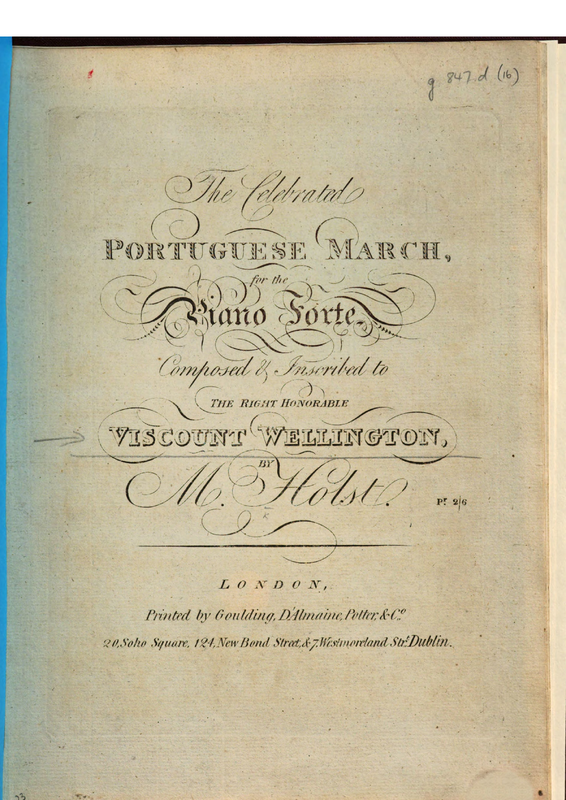 g 847.d (16)
The Celebrated
PORTUGUESE MARCH,
for the
Piano Forte,
Composed & Inscribed to
THE RIGHT HONORABLE
VISCOUNT WELLINGTON,
BY
M. Holst.
Pr. 2/6
LONDON,
Printed by Goulding, D'Almaine, Potter, & Co.
20, Soho Square, 124, New Bond Street, & 7, Westmoreland Str. Dublin.